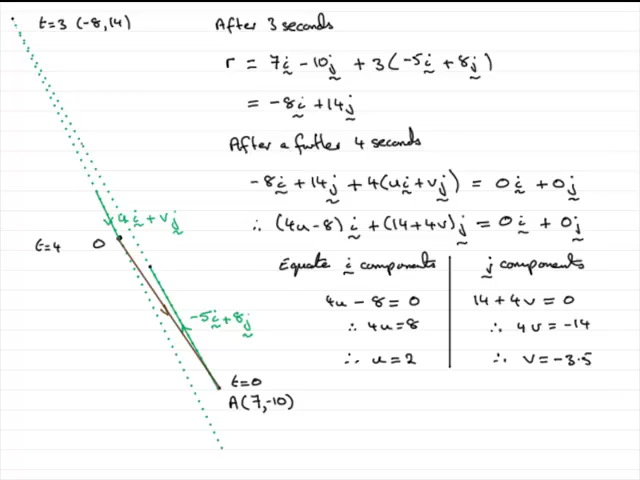 t=3 (-8,14)
After 3 seconds
r = 7i - 10j + 3(-5i + 8j)
= -8i + 14j
After a further 4 seconds
-8i + 14j + 4(ui + vj) = 0i + 0j
∴ (4u-8)i + (14+4v)j = 0i + 0j
ui + vj
t=4 O
Equate i components
4u - 8 = 0
∴ 4u = 8
∴ u = 2
j components
14 + 4v = 0
∴ 4v = -14
∴ v = -3.5
-5i + 8j
t=0
A(7,-10)